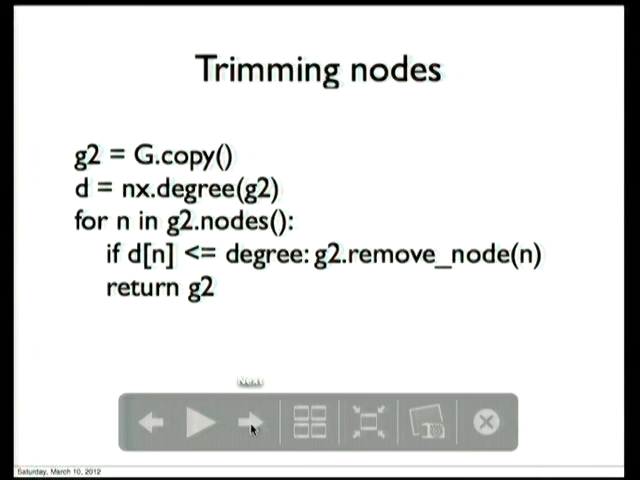 Trimming nodes
g2 = G.copy()
d = nx.degree(g2)
for n in g2.nodes():
if d[n] <= degree: g2.remove_node(n)
return g2
Next
Saturday, March 10, 2012